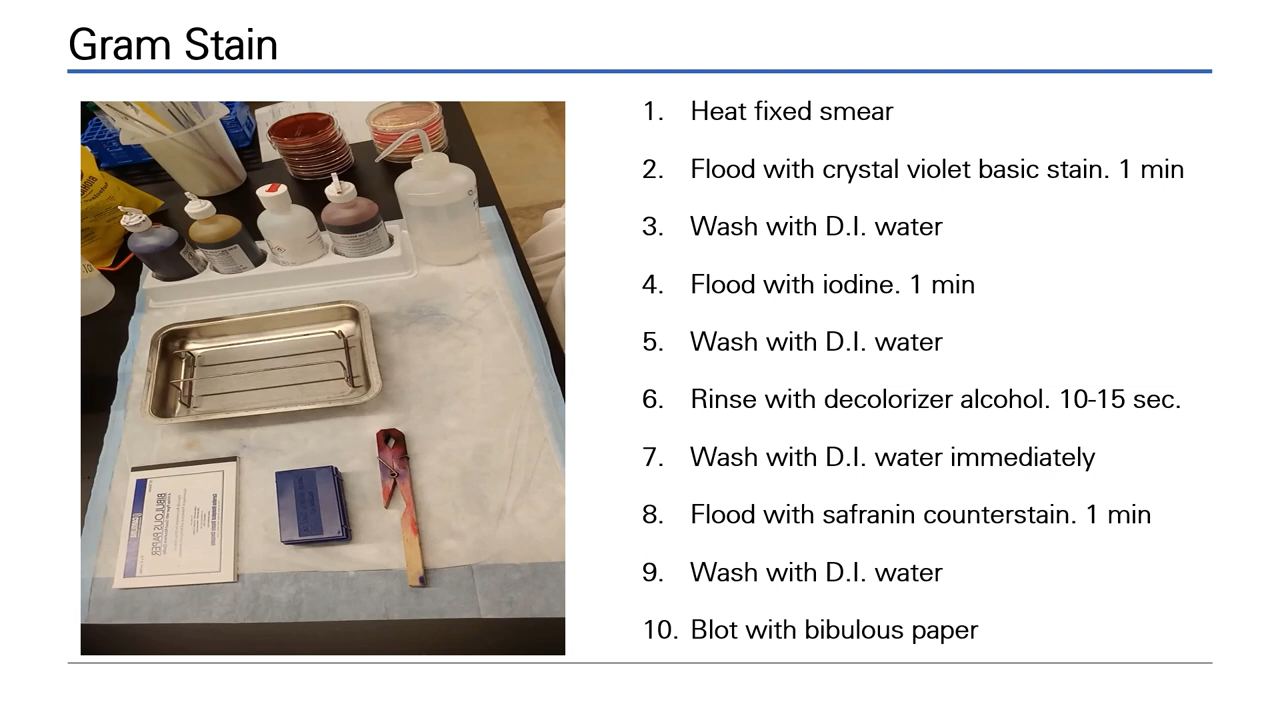 Gram Stain
1. Heat fixed smear
2. Flood with crystal violet basic stain. 1 min
3. Wash with D.I. water
4. Flood with iodine. 1 min
5. Wash with D.I. water
6. Rinse with decolorizer alcohol. 10-15 sec.
7. Wash with D.I. water immediately
8. Flood with safranin counterstain. 1 min
9. Wash with D.I. water
10. Blot with bibulous paper
BIBULOUS PAPER